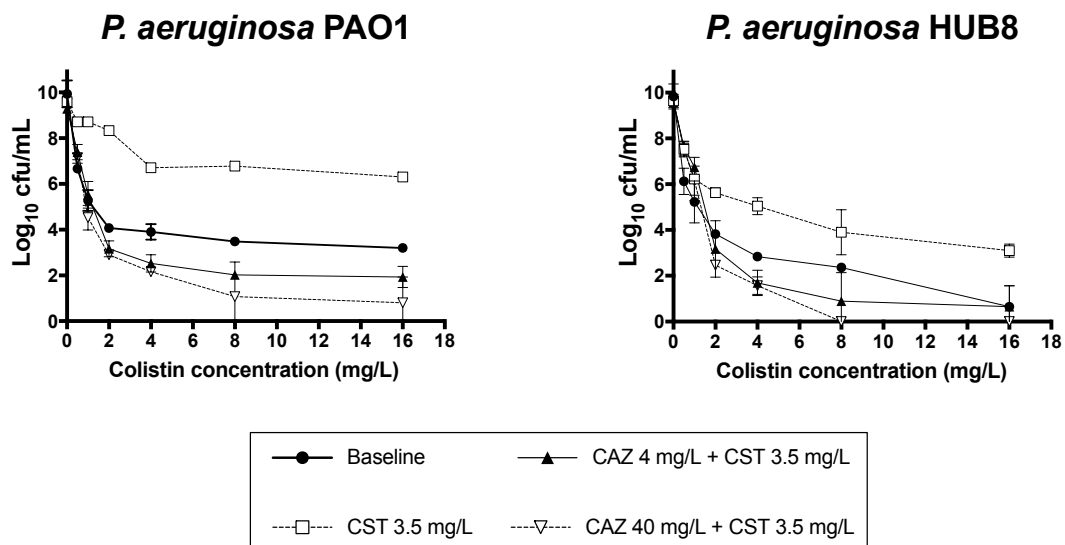 P. aeruginosa PAO1
Log10 cfu/mL
10
8
6
4
2
0
0 2 4 6 8 10 12 14 16 18
Colistin concentration (mg/L)
P. aeruginosa HUB8
Log10 cfu/mL
10
8
6
4
2
0
0 2 4 6 8 10 12 14 16 18
Colistin concentration (mg/L)
Baseline CAZ 4 mg/L + CST 3.5 mg/L
CST 3.5 mg/L CAZ 40 mg/L + CST 3.5 mg/L